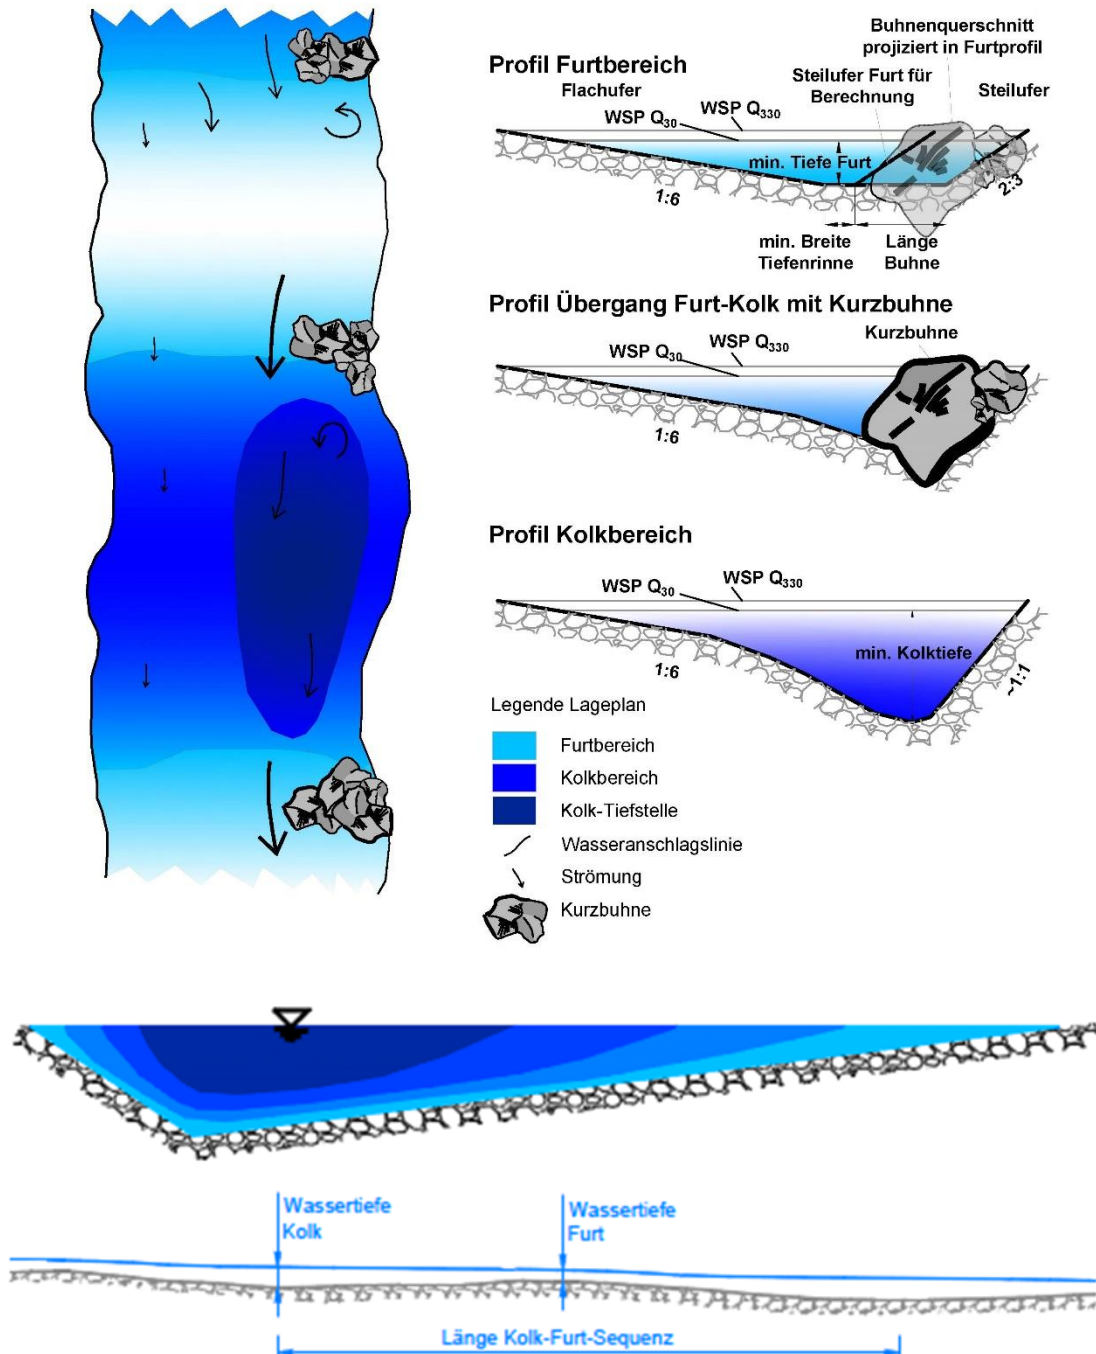 Buhnenquerschnitt
projiziert in Furtprofil
Profil Furtbereich
Flachufer
Steilufer Furt für
Berechnung
Steilufer
WSP Q30
WSP Q330
min. Tiefe Furt
1:6
2:3
min. Breite
Tiefenrinne
Länge
Buhne
Profil Übergang Furt-Kolk mit Kurzbuhne
Kurzbuhne
WSP Q30
WSP Q330
1:6
Profil Kolkbereich
WSP Q30
WSP Q330
min. Kolktiefe
1:6
~1:1
Legende Lageplan
Furtbereich
Kolkbereich
Kolk-Tiefstelle
Wasseranschlagslinie
Strömung
Kurzbuhne
Wassertiefe
Kolk
Wassertiefe
Furt
Länge Kolk-Furt-Sequenz